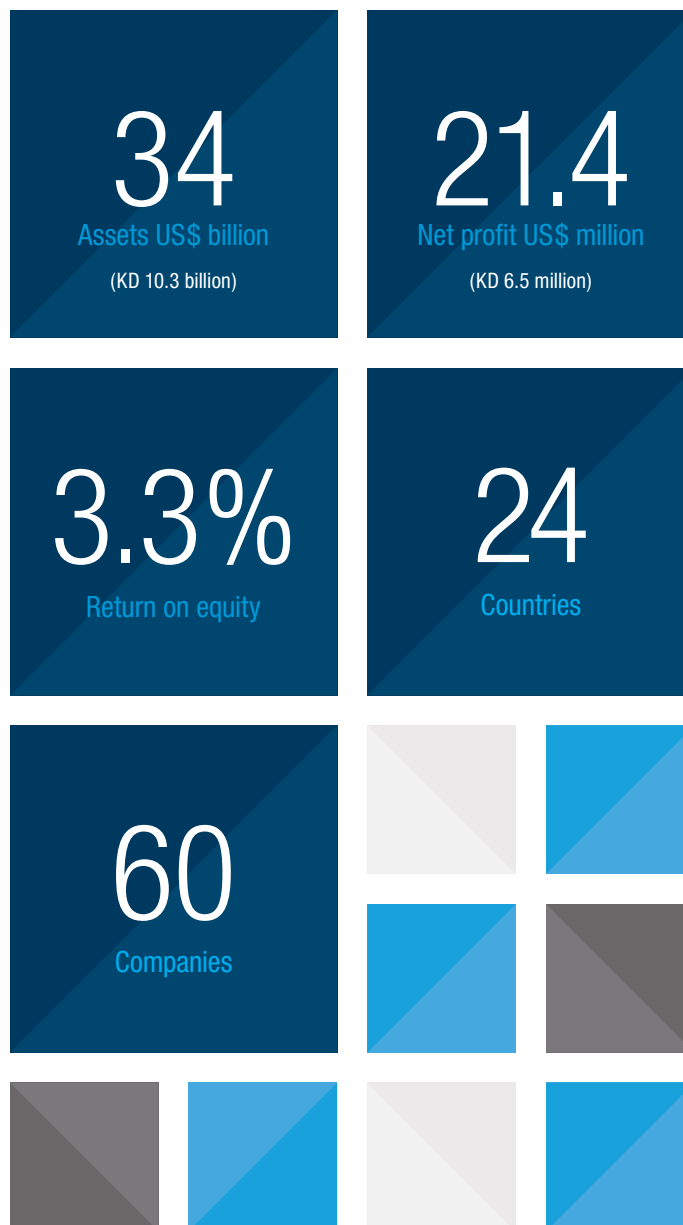 34
Assets US$ billion
(KD 10.3 billion)
21.4
Net profit US$ million
(KD 6.5 million)
3.3%
Return on equity
24
Countries
60
Companies